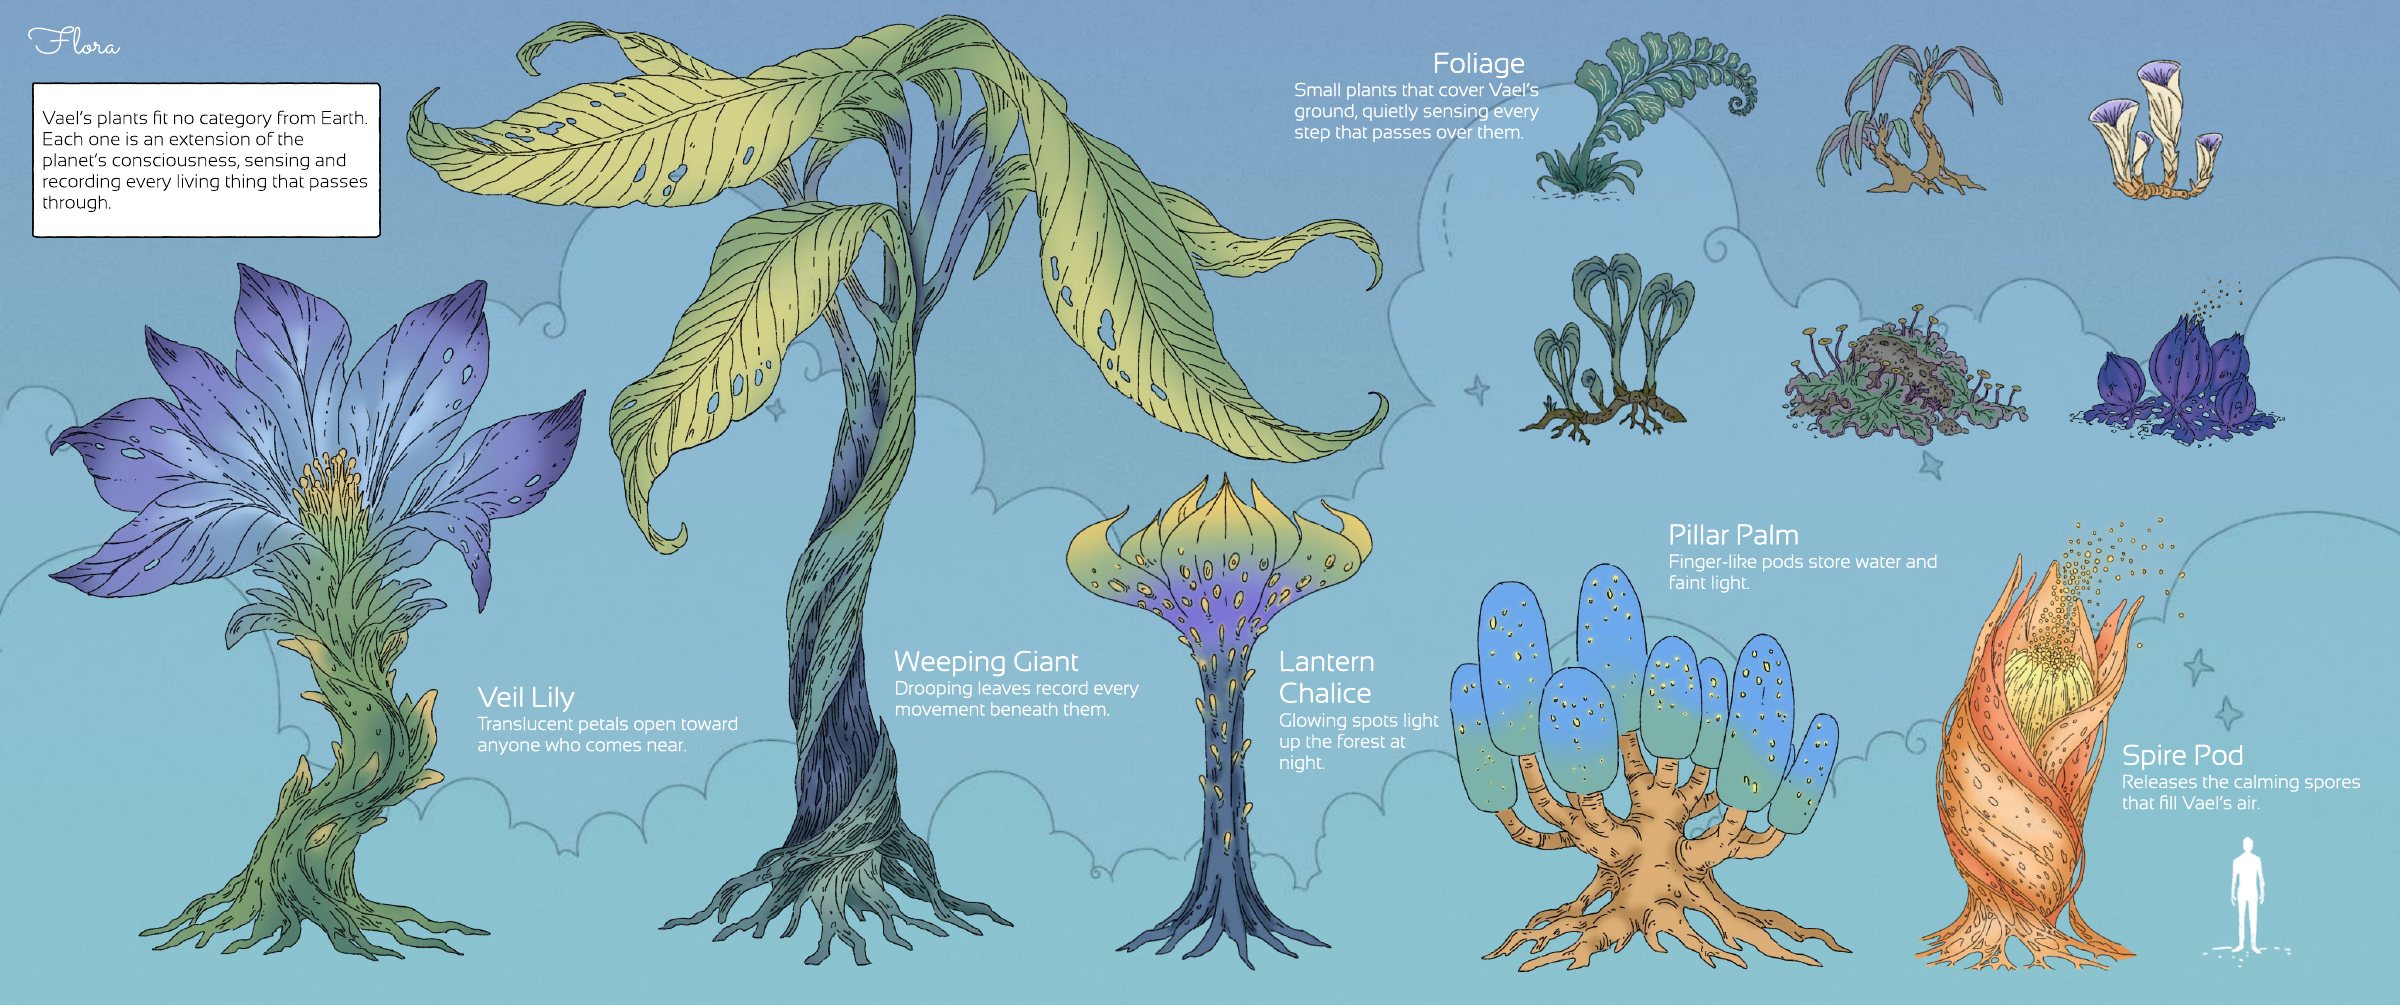 Flora
Vael's plants fit no category from Earth.
Each one is an extension of the
planet's consciousness, sensing and
recording every living thing that passes
through.
Foliage
Small plants that cover Vael's
ground, quietly sensing every
step that passes over them.
Veil Lily
Translucent petals open toward
anyone who comes near.
Weeping Giant
Drooping leaves record every
movement beneath them.
Lantern
Chalice
Glowing spots light
up the forest at
night.
Pillar Palm
Finger-like pods store water and
faint light.
Spire Pod
Releases the calming spores
that fill Vael's air.